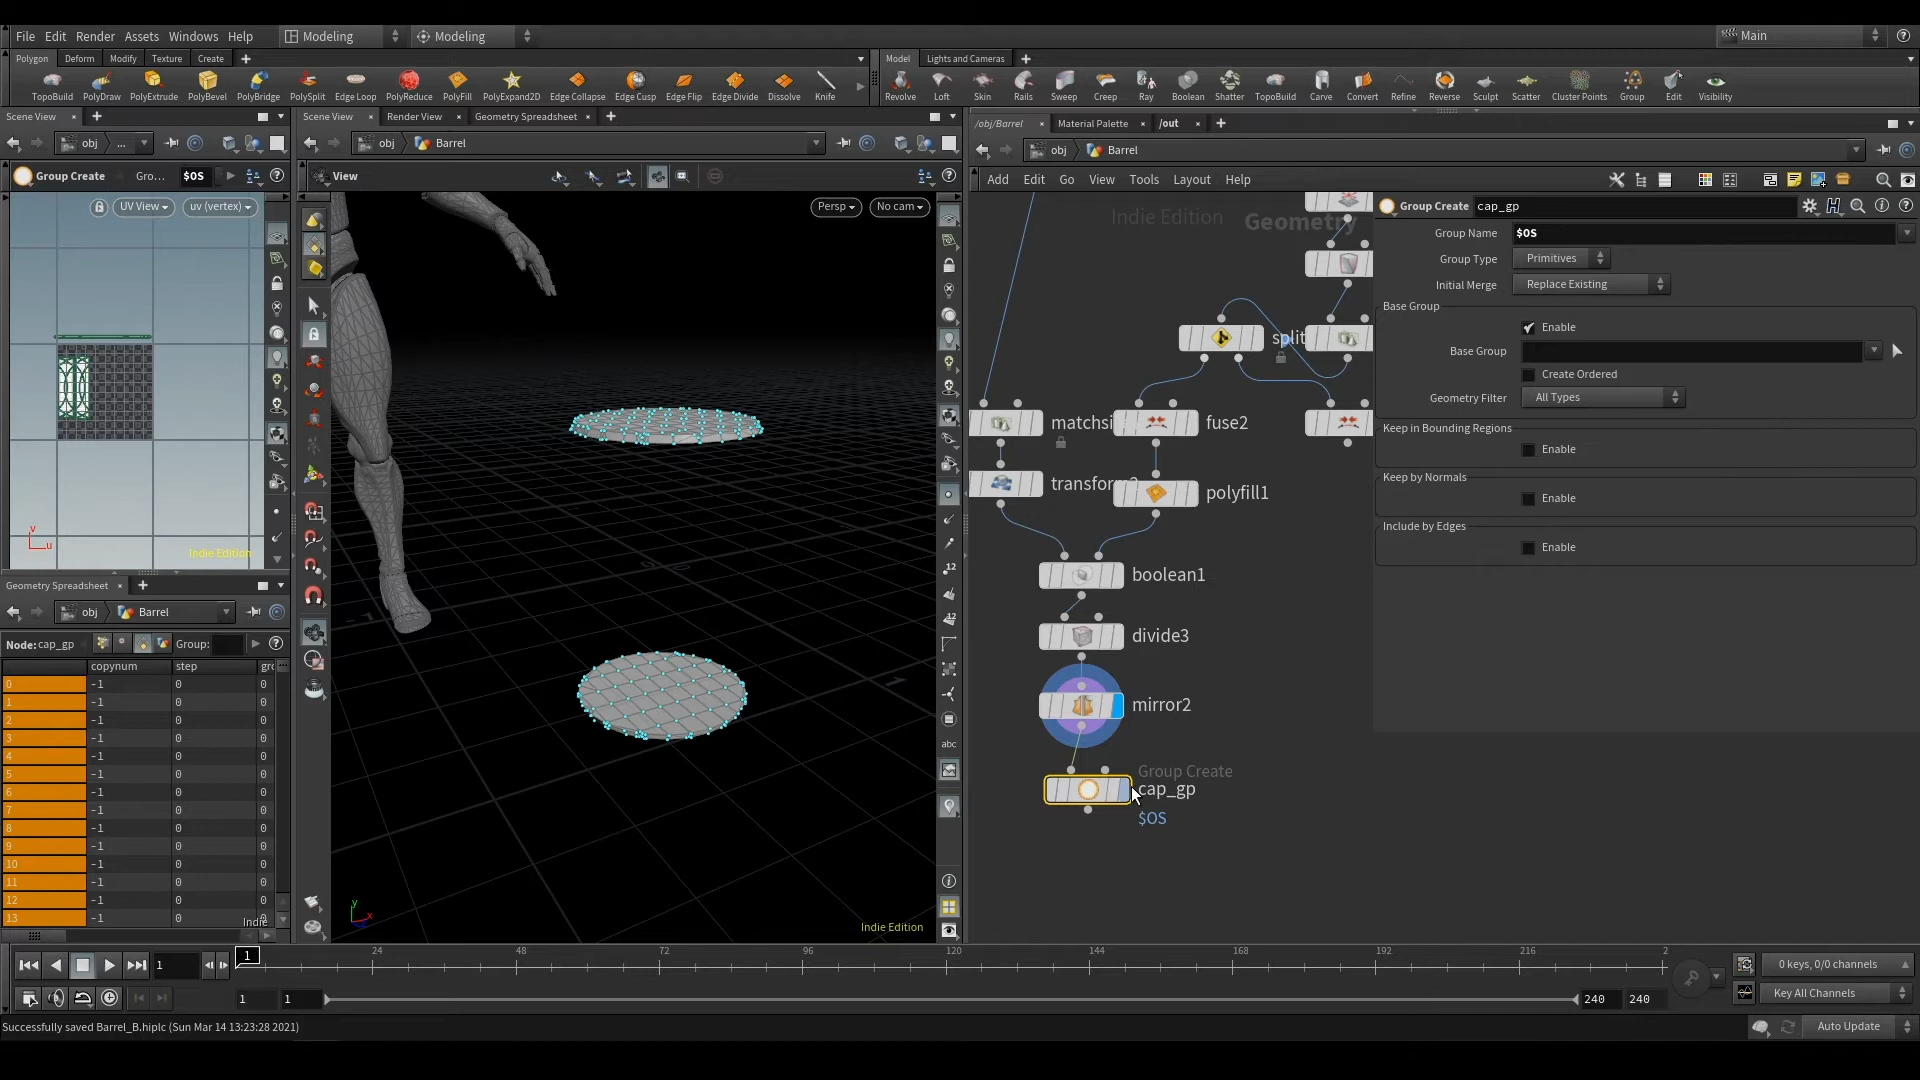 File Edit Render Assets Windows Help Modeling Modeling Main
Polygon Deform Modify Texture Create Model Lights and Cameras
TopoBuild PolyDraw PolyExtrude PolyBevel PolyBridge PolySplit Edge Loop PolyReduce PolyFill PolyExpand2D Edge Collapse Edge Cusp Edge Flip Edge Divide Dissolve Knife Revolve Loft Skin Rails Sweep Creep Ray Boolean Shatter TopoBuild Carve Convert Refine Reverse Sculpt Scatter Cluster Points Group Edit Visibility
Scene View Scene View Render View Geometry Spreadsheet /obj/Barrel Material Palette /out
obj ... obj Barrel obj Barrel
Group Create Gro... $OS View Add Edit Go View Tools Layout Help
UV View uv (vertex) Persp No cam
Indie Edition Geometry
Group Create cap_gp
Group Name $OS
Group Type Primitives
Initial Merge Replace Existing
Base Group
Enable
Base Group
Create Ordered
Geometry Filter All Types
Keep in Bounding Regions
Enable
Keep by Normals
Enable
Include by Edges
Enable
split
matchsi fuse2
transfor polyfill1
boolean1
divide3
mirror2
Group Create
cap_gp
$OS
v
u
Indie Edition
Geometry Spreadsheet
obj Barrel
Node: cap_gp Group:
copynum step
0 -1 0 0
1 -1 0 0
2 -1 0 0
3 -1 0 0
4 -1 0 0
5 -1 0 0
6 -1 0 0
7 -1 0 0
8 -1 0 0
9 -1 0 0
10 -1 0 0
11 -1 0 0
12 -1 0 0
13 -1 0
Indie
-1
1
12
12
abc
y
x
Indie Edition
1 1 24 48 72 96 120 144 168 192 216 2
0 keys, 0/0 channels
1 1 240 240 Key All Channels
Successfully saved Barrel_B.hiplc (Sun Mar 14 13:23:28 2021) Auto Update